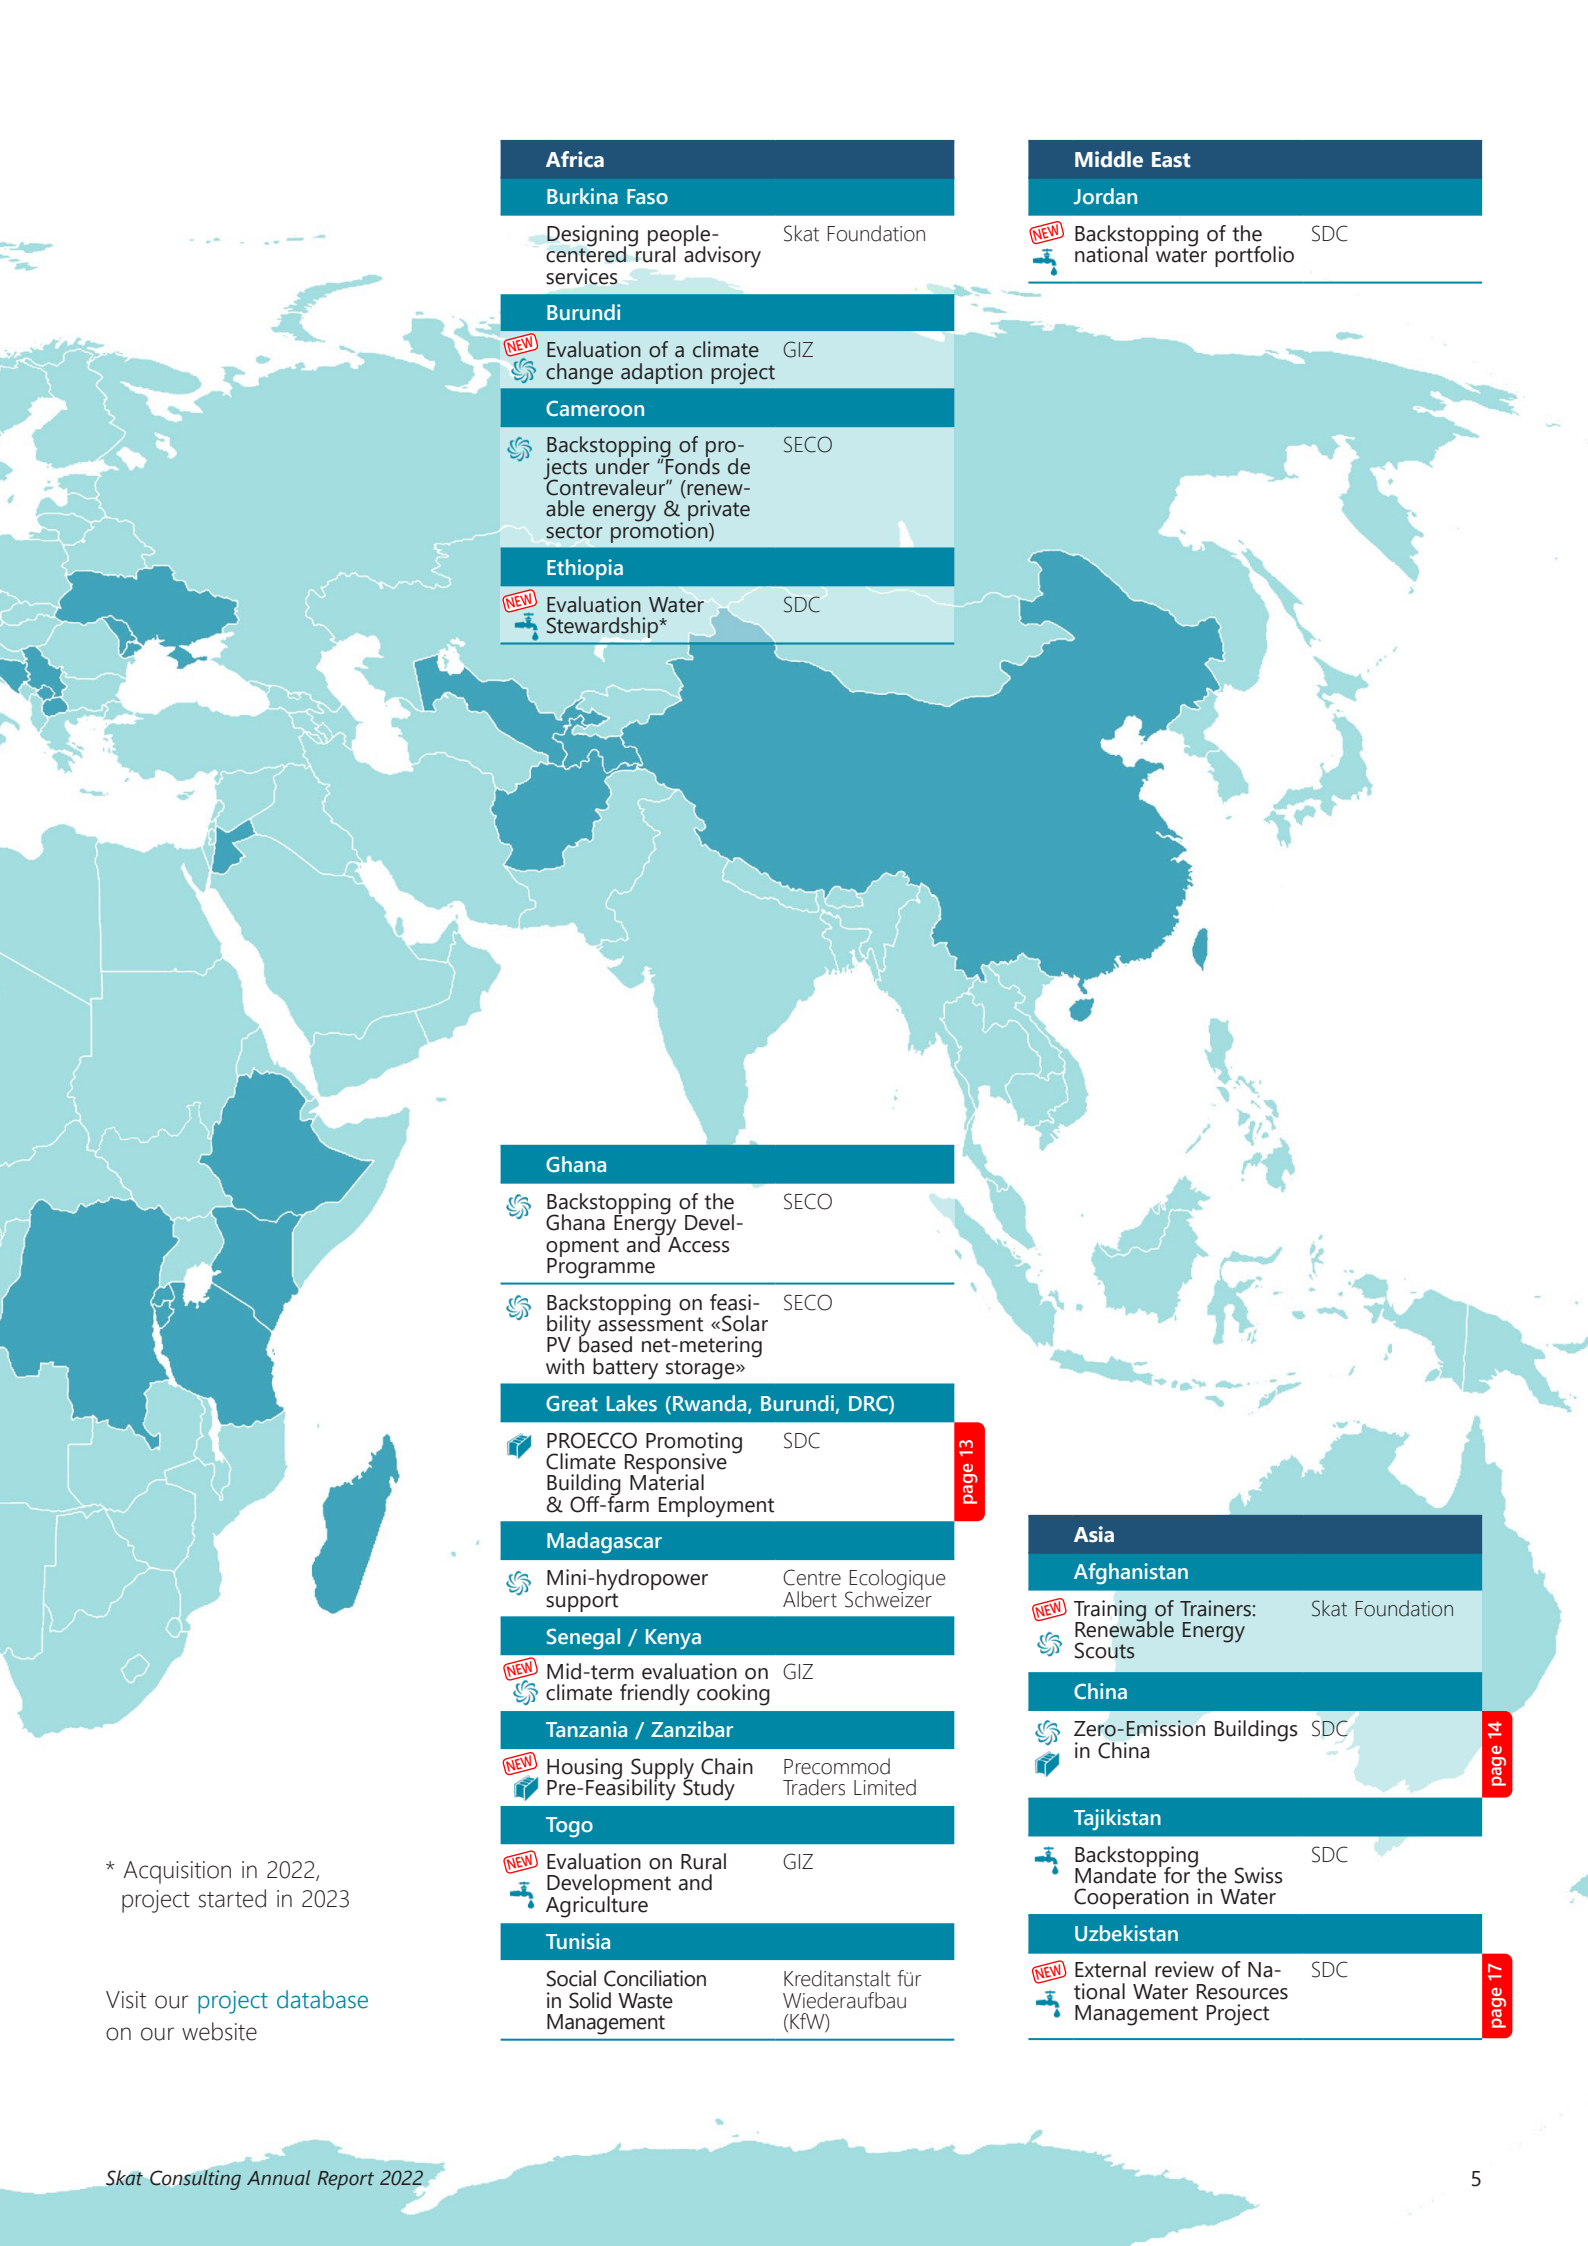 Africa
Burkina Faso
Designing people-
centered rural advisory
services
Skat Foundation
Burundi
NEW
Evaluation of a climate
change adaption project
GIZ
Cameroon
Backstopping of pro-
jects under “Fonds de
Contrevaleur” (renew-
able energy & private
sector promotion)
SECO
Ethiopia
NEW
Evaluation Water
Stewardship*
SDC
Ghana
Backstopping of the
Ghana Energy Devel-
opment and Access
Programme
SECO
Backstopping on feasi-
bility assessment «Solar
PV based net-metering
with battery storage»
SECO
Great Lakes (Rwanda, Burundi, DRC)
PROECCO Promoting
Climate Responsive
Building Material
& Off-farm Employment
SDC
page 13
Madagascar
Mini-hydropower
support
Centre Ecologique
Albert Schweizer
Senegal / Kenya
NEW
Mid-term evaluation on
climate friendly cooking
GIZ
Tanzania / Zanzibar
NEW
Housing Supply Chain
Pre-Feasibility Study
Precommod
Traders Limited
Togo
NEW
Evaluation on Rural
Development and
Agriculture
GIZ
Tunisia
Social Conciliation
in Solid Waste
Management
Kreditanstalt für
Wiederaufbau
(KfW)
Middle East
Jordan
NEW
Backstopping of the
national water portfolio
SDC
Asia
Afghanistan
NEW
Training of Trainers:
Renewable Energy
Scouts
Skat Foundation
China
Zero-Emission Buildings
in China
SDC
page 14
Tajikistan
Backstopping
Mandate for the Swiss
Cooperation in Water
SDC
Uzbekistan
NEW
External review of Na-
tional Water Resources
Management Project
SDC
page 17
* Acquisition in 2022,
project started in 2023
Visit our project database
on our website
Skat Consulting Annual Report 2022
5